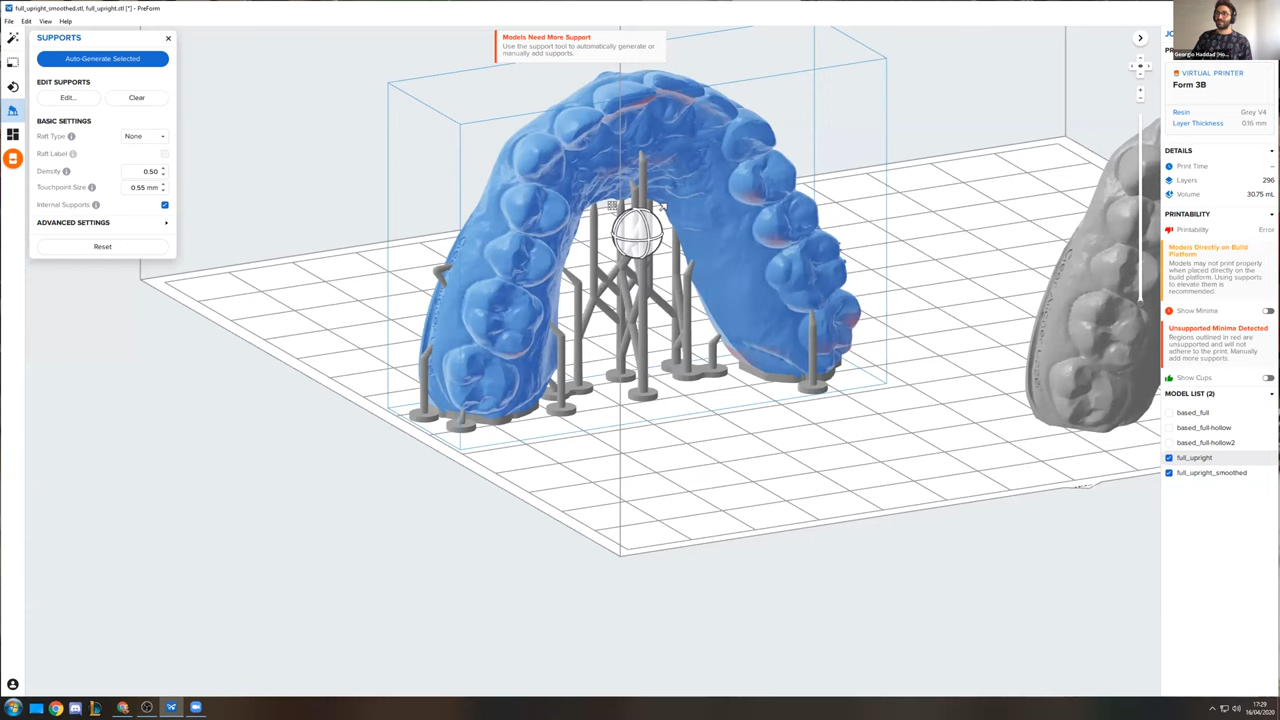 full_upright_smoothed.stl, full_upright.stl [*] - PreForm
File Edit View Help
SUPPORTS
Auto-Generate Selected
EDIT SUPPORTS
Edit... Clear
BASIC SETTINGS
Raft Type None
Raft Label
Density 0.50
Touchpoint Size 0.55 mm
Internal Supports
ADVANCED SETTINGS
Reset
Models Need More Support
Use the support tool to automatically generate or
manually add supports.
Georgio Haddad |Ho...
VIRTUAL PRINTER
Form 3B
Resin Grey V4
Layer Thickness 0.16 mm
DETAILS
Print Time --
Layers 296
Volume 30.75 mL
PRINTABILITY
Printability Error
Models Directly on Build
Platform
Models may not print properly
when placed directly on the
build platform. Using supports
to elevate them is
recommended.
Show Minima
Unsupported Minima Detected
Regions outlined in red are
unsupported and will not
adhere to the print. Manually
add more supports.
Show Cups
MODEL LIST (2)
based_full
based_full-hollow
based_full-hollow2
full_upright
full_upright_smoothed
17:29
16/04/2020